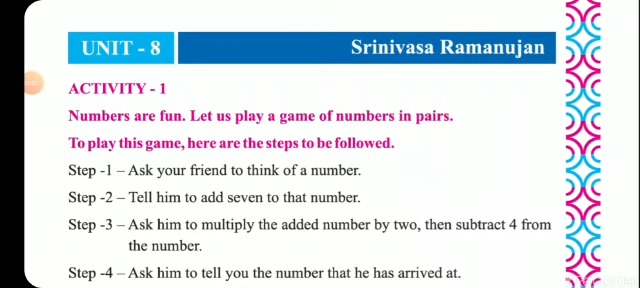 UNIT - 8
Srinivasa Ramanujan
ACTIVITY - 1
Numbers are fun. Let us play a game of numbers in pairs.
To play this game, here are the steps to be followed.
Step -1 – Ask your friend to think of a number.
Step -2 – Tell him to add seven to that number.
Step -3 – Ask him to multiply the added number by two, then subtract 4 from
the number.
Step -4 – Ask him to tell you the number that he has arrived at.